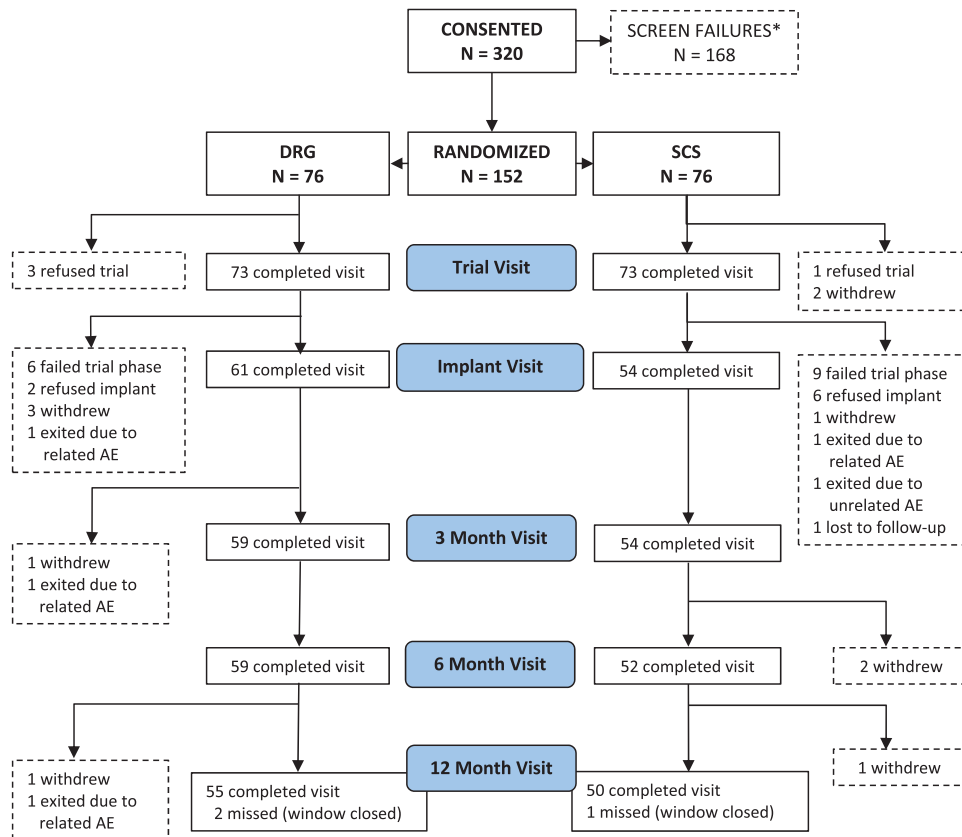 CONSENTED
N = 320
SCREEN FAILURES*
N = 168
DRG
N = 76
RANDOMIZED
N = 152
SCS
N = 76
3 refused trial
73 completed visit
Trial Visit
73 completed visit
1 refused trial
2 withdrew
6 failed trial phase
2 refused implant
3 withdrew
1 exited due to
related AE
61 completed visit
Implant Visit
54 completed visit
9 failed trial phase
6 refused implant
1 withdrew
1 exited due to
related AE
1 exited due to
unrelated AE
1 lost to follow-up
1 withdrew
1 exited due to
related AE
59 completed visit
3 Month Visit
54 completed visit
59 completed visit
6 Month Visit
52 completed visit
2 withdrew
1 withdrew
1 exited due to
related AE
55 completed visit
2 missed (window closed)
12 Month Visit
50 completed visit
1 missed (window closed)
1 withdrew